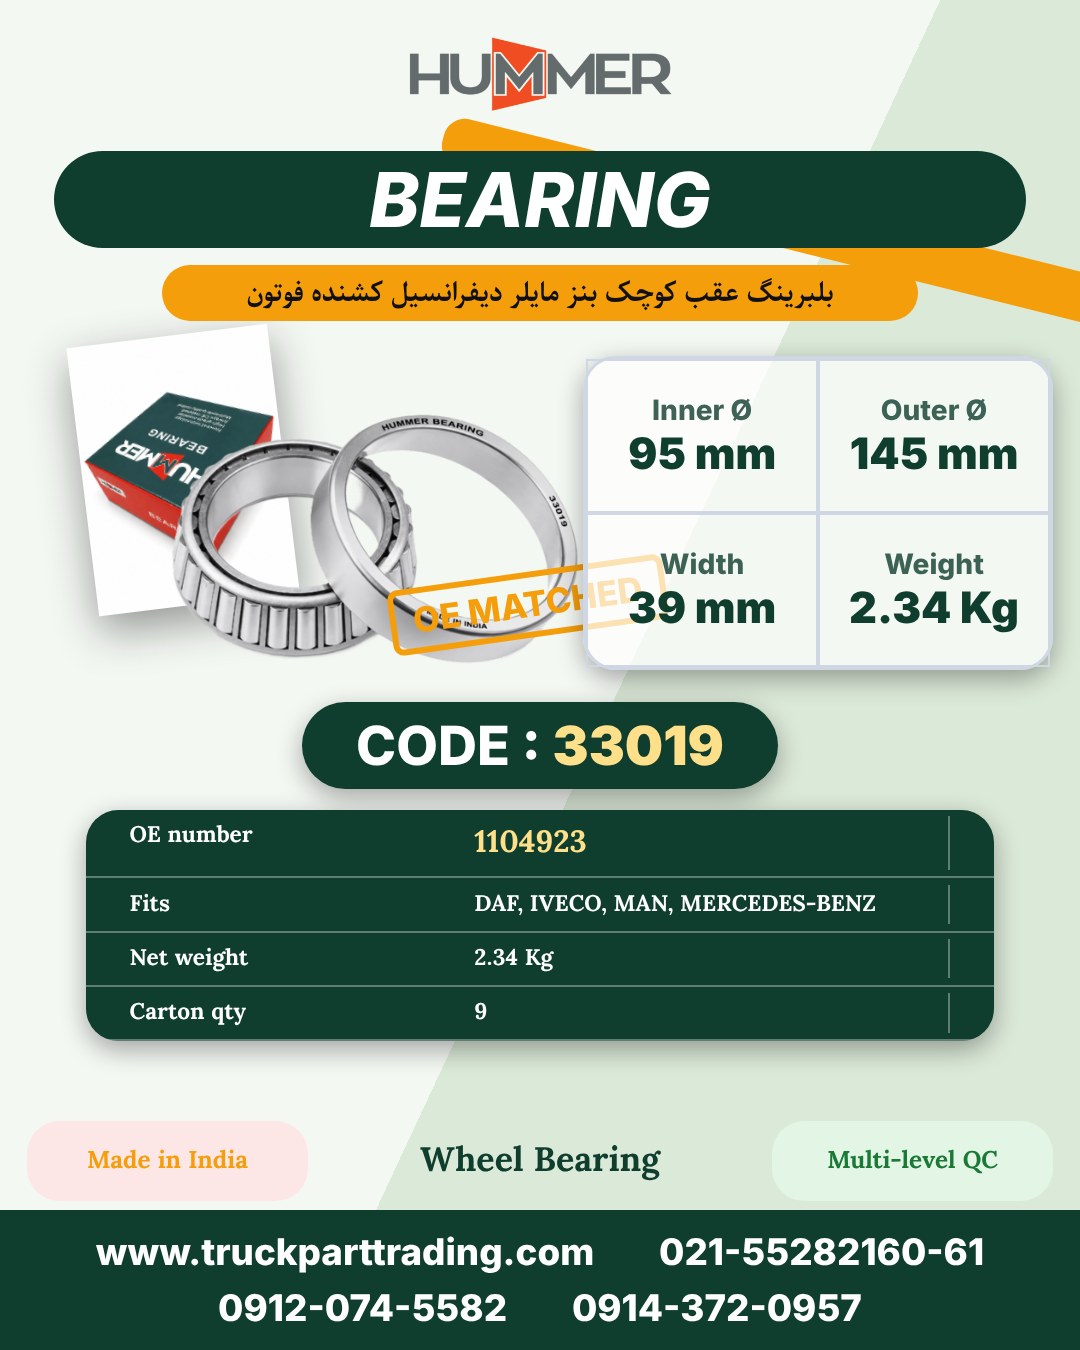 HUMMER
BEARING
بلبرینگ عقب کوچک بنز مایلر دیفرانسیل کشنده فوتون
HUMMER
BEARING
HUMMER BEARING
33019
OE MATCHED
Inner Ø
95 mm
Outer Ø
145 mm
Width
39 mm
Weight
2.34 Kg
CODE : 33019
OE number 1104923
Fits DAF, IVECO, MAN, MERCEDES-BENZ
Net weight 2.34 Kg
Carton qty 9
Made in India
Wheel Bearing
Multi-level QC
www.truckparttrading.com 021-55282160-61
0912-074-5582 0914-372-0957